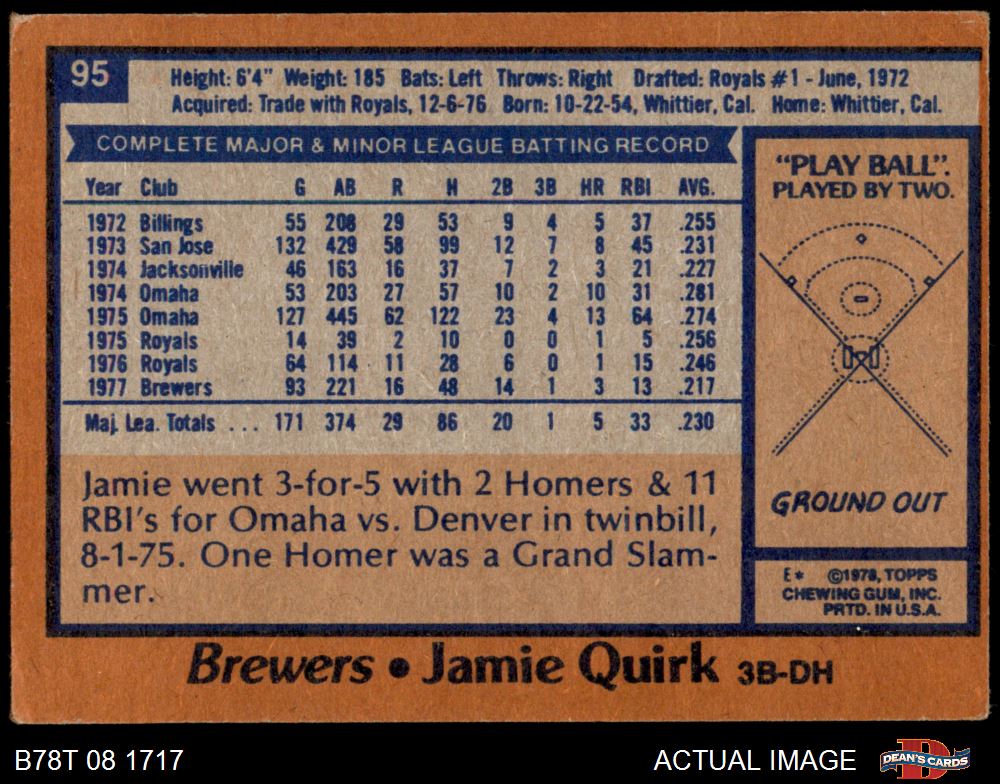 95
Height: 6'4" Weight: 185 Bats: Left Throws: Right Drafted: Royals #1 - June, 1972
Acquired: Trade with Royals, 12-6-76 Born: 10-22-54, Whittier, Cal. Home: Whittier, Cal.
COMPLETE MAJOR & MINOR LEAGUE BATTING RECORD
Year Club G AB R H 2B 3B HR RBI AVG.
1972 Billings 55 208 29 53 9 4 5 37 .255
1973 San Jose 132 429 58 99 12 7 8 45 .231
1974 Jacksonville 46 163 16 37 7 2 3 21 .227
1974 Omaha 53 203 27 57 10 2 10 31 .281
1975 Omaha 127 445 62 122 23 4 13 64 .274
1975 Royals 14 39 2 10 0 0 1 5 .256
1976 Royals 64 114 11 28 6 0 1 15 .246
1977 Brewers 93 221 16 48 14 1 3 13 .217
Maj. Lea. Totals ... 171 374 29 86 20 1 5 33 .230
Jamie went 3-for-5 with 2 Homers & 11
RBI's for Omaha vs. Denver in twinbill,
8-1-75. One Homer was a Grand Slam-
mer.
"PLAY BALL".
PLAYED BY TWO.
GROUND OUT
E* ©1978, TOPPS
CHEWING GUM, INC.
PRTD. IN U.S.A.
Brewers • Jamie Quirk 3B-DH
B78T 08 1717
ACTUAL IMAGE
DEAN'S CARDS